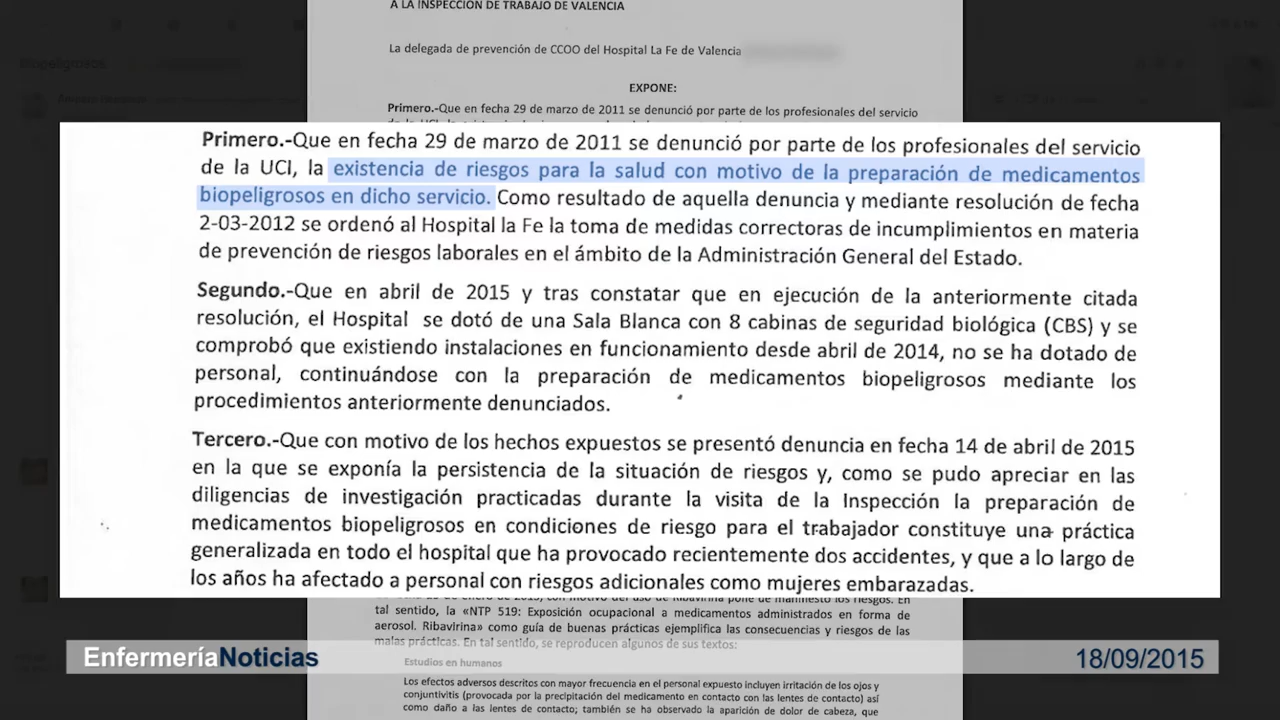 A LA INSPECCIÓN DE TRABAJO DE VALENCIA
La delegada de prevención de CCOO del Hospital La Fe de Valencia
EXPONE:
Primero.-Que en fecha 29 de marzo de 2011 se denunció por parte de los profesionales del servicio
Primero.-Que en fecha 29 de marzo de 2011 se denunció por parte de los profesionales del servicio
de la UCI, la existencia de riesgos para la salud con motivo de la preparación de medicamentos
biopeligrosos en dicho servicio. Como resultado de aquella denuncia y mediante resolución de fecha
2-03-2012 se ordenó al Hospital la Fe la toma de medidas correctoras de incumplimientos en materia
de prevención de riesgos laborales en el ámbito de la Administración General del Estado.
Segundo.-Que en abril de 2015 y tras constatar que en ejecución de la anteriormente citada
resolución, el Hospital se dotó de una Sala Blanca con 8 cabinas de seguridad biológica (CBS) y se
comprobó que existiendo instalaciones en funcionamiento desde abril de 2014, no se ha dotado de
personal, continuándose con la preparación de medicamentos biopeligrosos mediante los
procedimientos anteriormente denunciados.
Tercero.-Que con motivo de los hechos expuestos se presentó denuncia en fecha 14 de abril de 2015
en la que se exponía la persistencia de la situación de riesgos y, como se pudo apreciar en las
diligencias de investigación practicadas durante la visita de la Inspección la preparación de
medicamentos biopeligrosos en condiciones de riesgo para el trabajador constituye una práctica
generalizada en todo el hospital que ha provocado recientemente dos accidentes, y que a lo largo de
los años ha afectado a personal con riesgos adicionales como mujeres embarazadas.
tal sentido, la «NTP 519: Exposición ocupacional a medicamentos administrados en forma de
aerosol. Ribavirina» como guía de buenas prácticas ejemplifica las consecuencias y riesgos de las
malas prácticas. En tal sentido, se reproducen algunos de sus textos:
EnfermeríaNoticias
18/09/2015
Estudios en humanos
Los efectos adversos descritos con mayor frecuencia en el personal expuesto incluyen irritación de los ojos y
conjuntivitis (provocada por la precipitación del medicamento en contacto con las lentes de contacto) así
como daño a las lentes de contacto; también se ha observado la aparición de dolor de cabeza, que